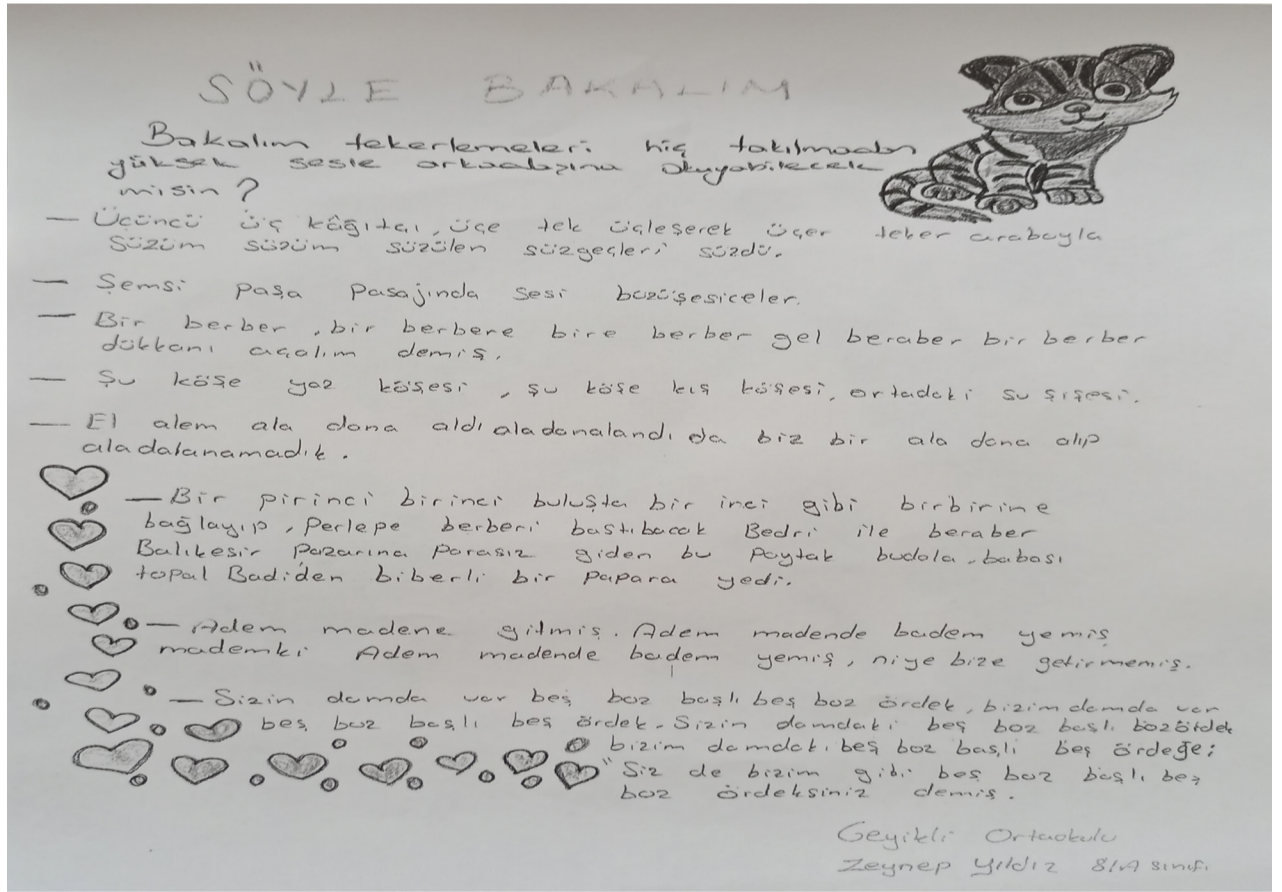 SÖYLE BAKALIM
Bakalım tekerlemeleri hiç takılmadan
yüksek sesle arkadaşına okuyabilecek
misin?
— Üçüncü üç kâğıtçı, üçe tek üçleşerek üçer teker arabayla
süzüm süzüm süzülen süzgeçleri süzdü.
— Şemsi paşa pasajında sesi büzüşesiceler.
— Bir berber, bir berbere bire berber gel beraber bir berber
dükkanı açalım demiş.
— Şu köşe yaz köşesi, şu köşe kış köşesi, ortadaki su şişesi.
— El alem ala dana aldı aladanalandı da biz bir ala dana alıp
aladalanamadık.
— Bir pirinci birinci buluşta bir inci gibi birbirine
bağlayıp, Perlepe berberi bastıbacak Bedri ile beraber
Balıkesir pazarına parasız giden bu paytak budala, babası
topal Badi'den biberli bir papara yedi.
— Adem madene gitmiş. Adem madende badem yemiş
mademki Adem madende badem yemiş, niye bize getirmemiş.
— Sizin damda var beş boz başlı beş boz ördek, bizim damda var
beş boz başlı beş ördek. Sizin damdaki beş boz başlı boz ördek
bizim damdaki beş boz başlı beş ördeğe;
"Siz de bizim gibi beş boz başlı beş
boz ördeksiniz demiş.
Geyikli Ortaokulu
Zeynep Yıldız 8/A sınıfı